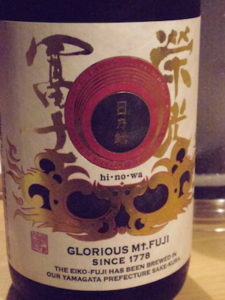 栄光
冨士
日乃輪
hi·no·wa
GLORIOUS Mt.FUJI
SINCE 1778
THE EIKO-FUJI HAS BEEN BREWED IN
OUR YAMAGATA PREFECTURE SAKE-KURA.